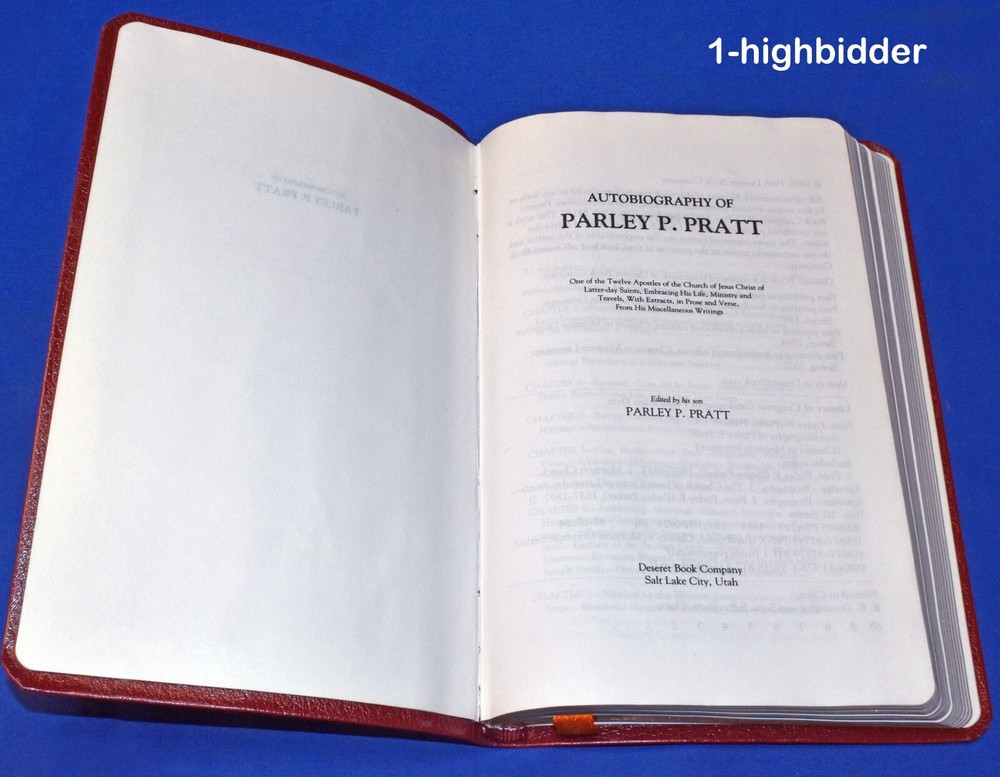 1-highbidder
AUTOBIOGRAPHY OF
PARLEY P. PRATT
One of the Twelve Apostles of the Church of Jesus Christ of
Latter-day Saints, Embracing His Life, Ministry and
Travels, With Extracts, in Prose and Verse,
From His Miscellaneous Writings
Edited by his son
PARLEY P. PRATT
Deseret Book Company
Salt Lake City, Utah